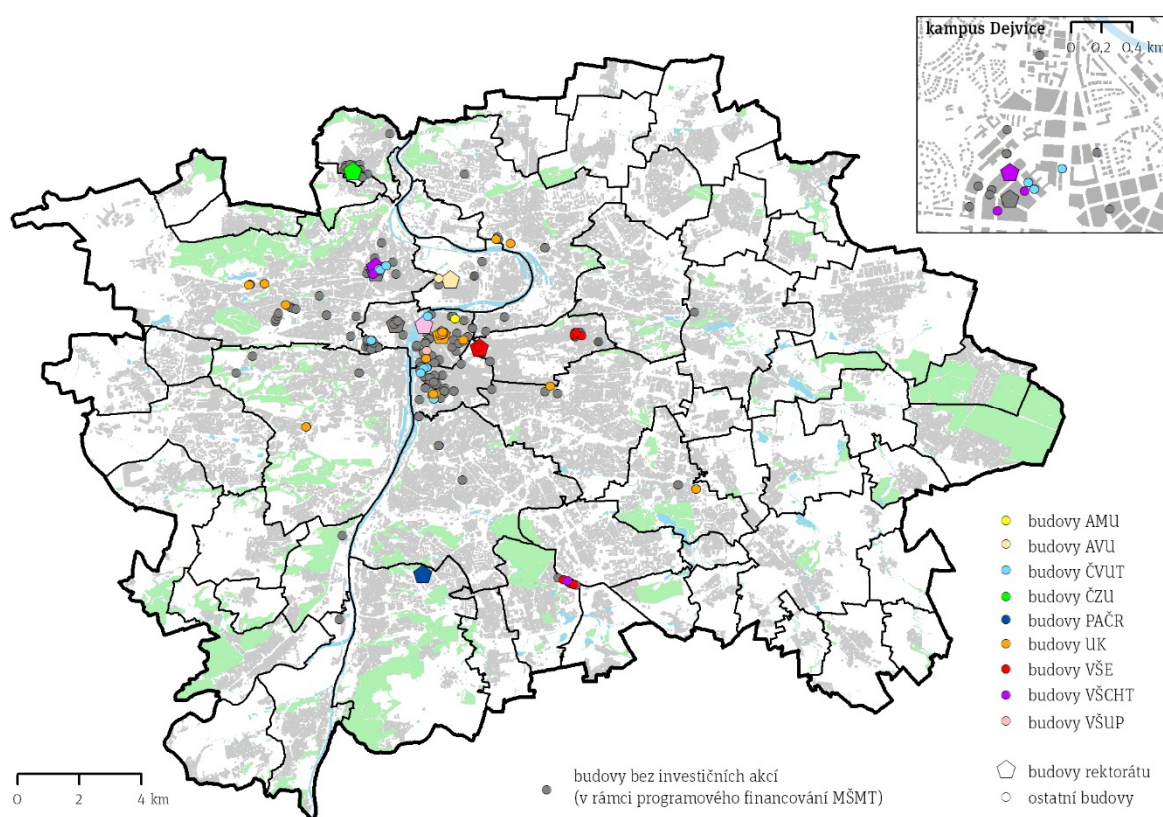 kampus Dejvice
0 0,2 0,4 km
budovy AMU
budovy AVU
budovy ČVUT
budovy ČZU
budovy PAČR
budovy UK
budovy VŠE
budovy VŠCHT
budovy VŠUP
budovy rektorátu
ostatní budovy
budovy bez investičních akcí
(v rámci programového financování MŠMT)
0 2 4 km